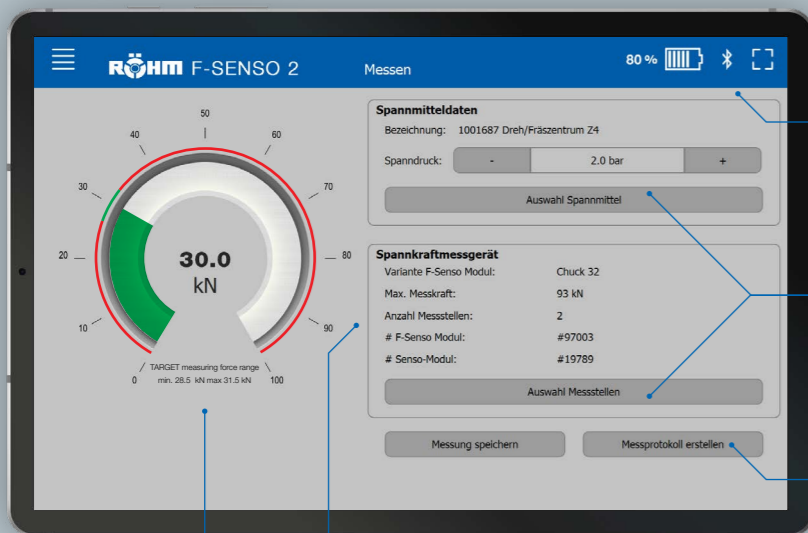 RÖHM F-SENSO 2
Messen
80 %
50
40
60
30
70
20
80
10
90
0
100
30.0
kN
TARGET measuring force range
min. 28.5 kN max 31.5 kN
Spannmitteldaten
Bezeichnung: 1001687 Dreh/Fräszentrum Z4
Spanndruck: - 2.0 bar +
Auswahl Spannmittel
Spannkraftmessgerät
Variante F-Senso Modul: Chuck 32
Max. Messkraft: 93 kN
Anzahl Messstellen: 2
# F-Senso Modul: #97003
# Senso-Modul: #19789
Auswahl Messstellen
Messung speichern
Messprotokoll erstellen